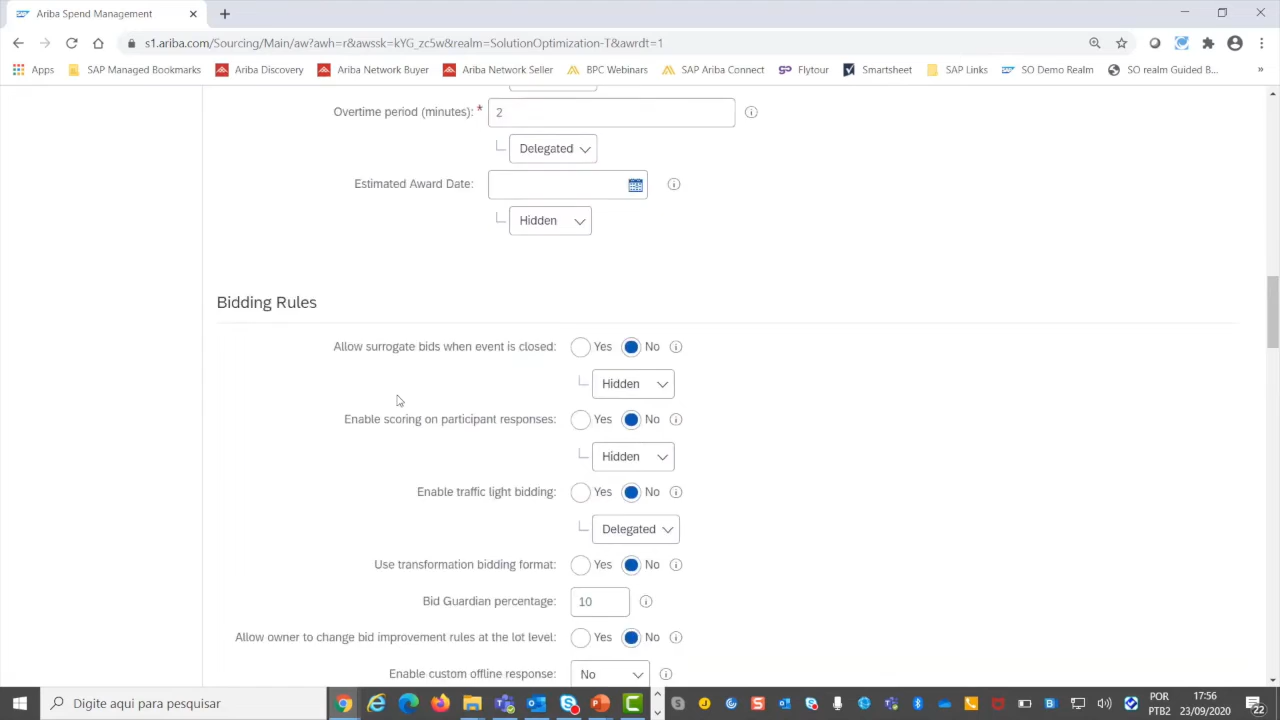 Ariba Spend Management
s1.ariba.com/Sourcing/Main/aw?awh=r&awssk=kYG_zc5w&realm=SolutionOptimization-T&awrdt=1
Apps SAP Managed Bookmarks Ariba Discovery Ariba Network Buyer Ariba Network Seller BPC Webinars SAP Ariba Connect Flytour Smartsheet SAP Links SO Demo Realm SO realm Guided B... »
Overtime period (minutes): * 2
Delegated
Estimated Award Date:
Hidden
Bidding Rules
Allow surrogate bids when event is closed: Yes No
Hidden
Enable scoring on participant responses: Yes No
Hidden
Enable traffic light bidding: Yes No
Delegated
Use transformation bidding format: Yes No
Bid Guardian percentage: 10
Allow owner to change bid improvement rules at the lot level: Yes No
Enable custom offline response: No
Digite aqui para pesquisar
POR 17:56
PTB2 23/09/2020 22